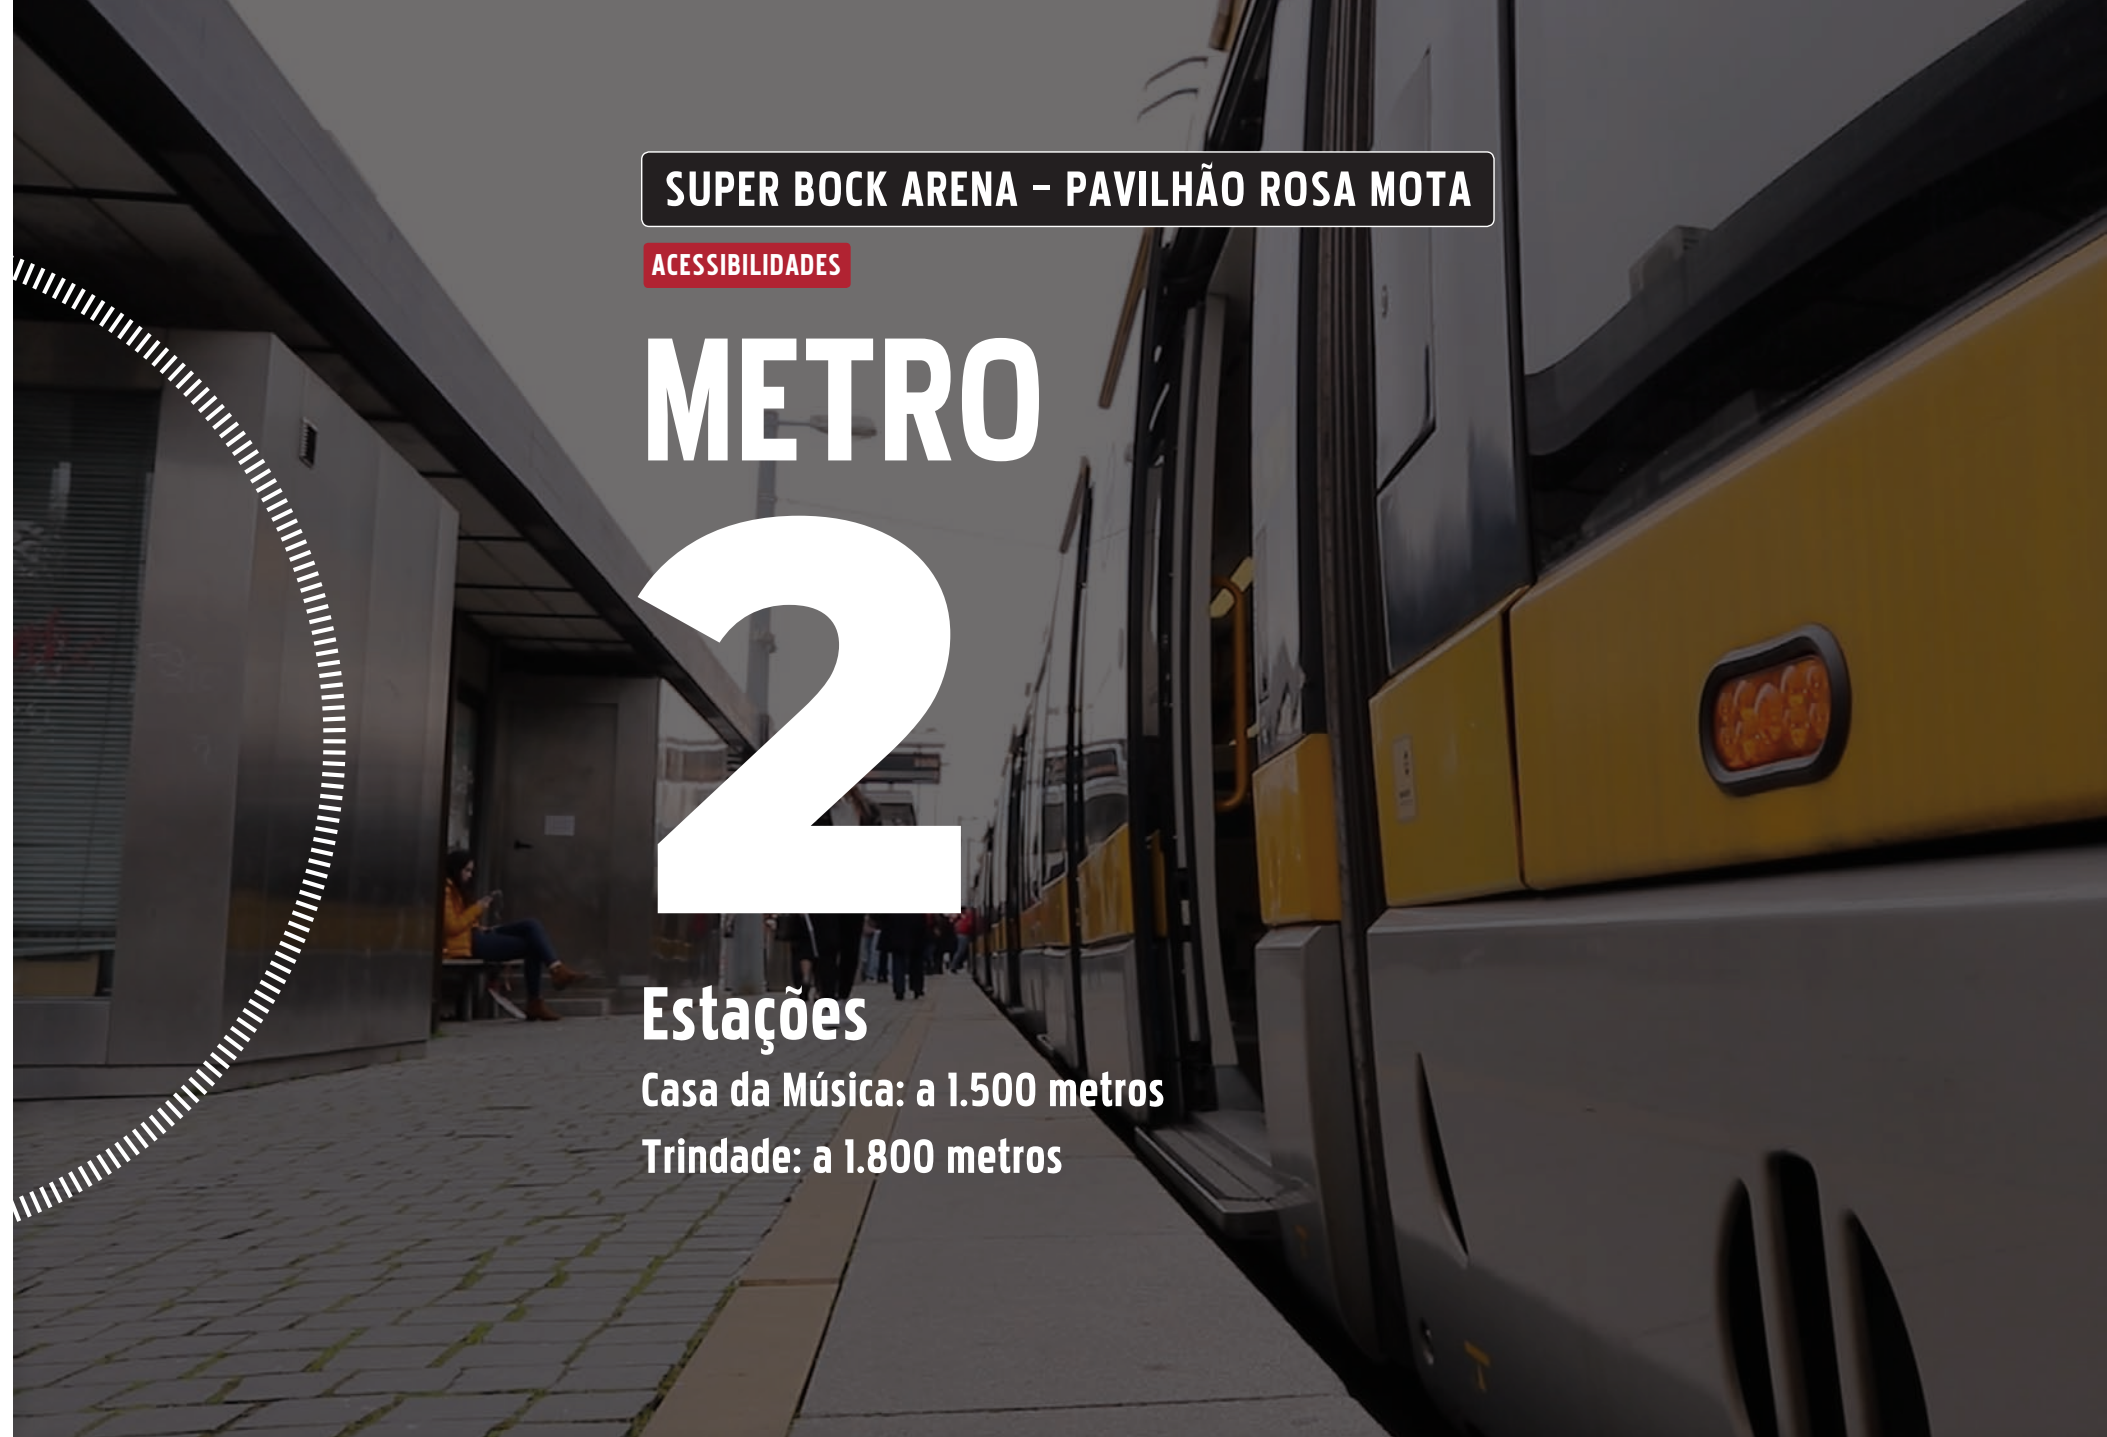 SUPER BOCK ARENA – PAVILHÃO ROSA MOTA
ACESSIBILIDADES
METRO
2
Estações
Casa da Música: a 1.500 metros
Trindade: a 1.800 metros